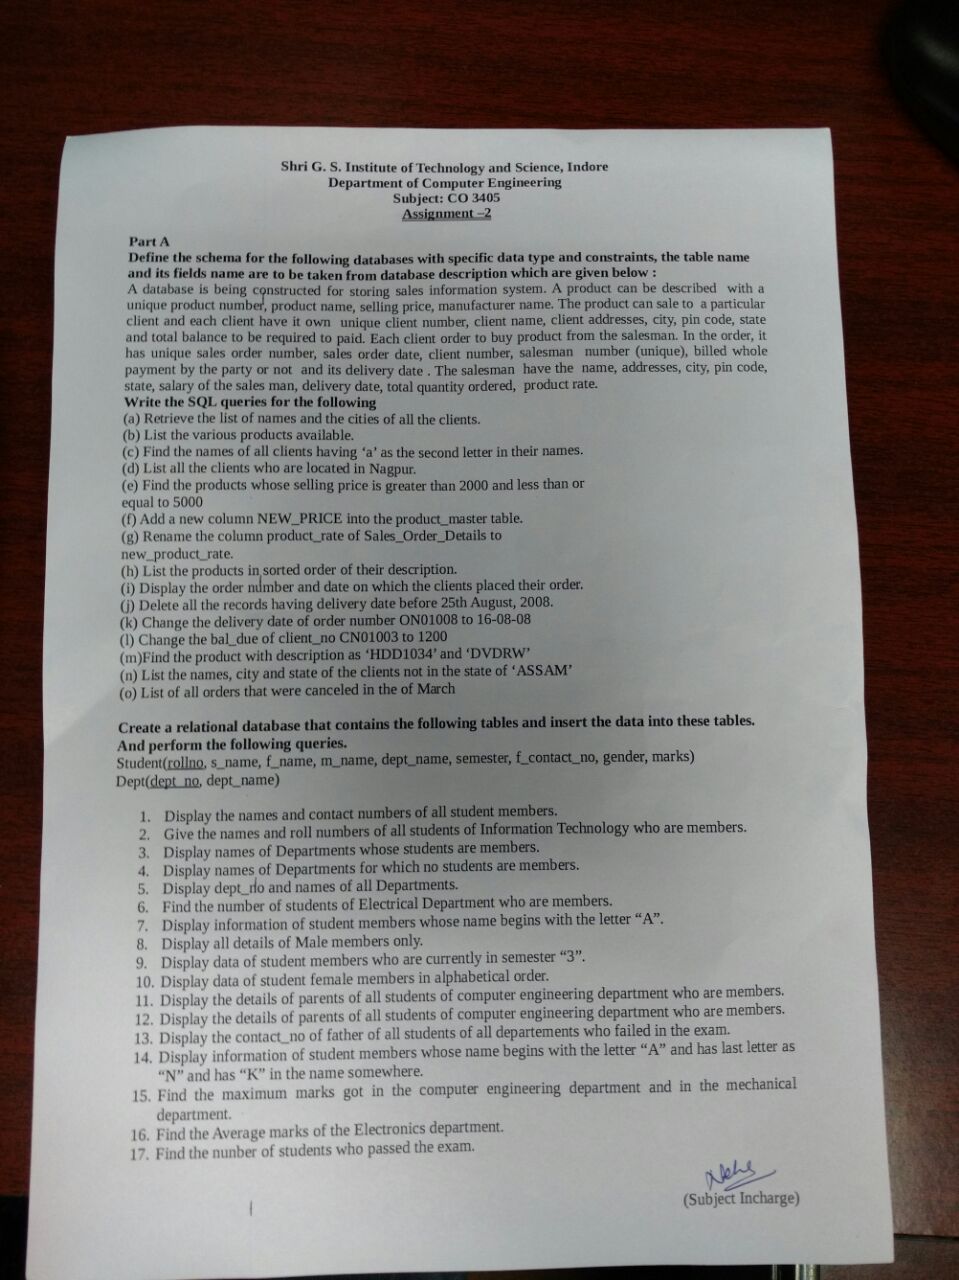 Shri G. S. Institute of Technology and Science, Indore
Department of Computer Engineering
Subject: CO 3405
Assignment –2
Part A
Define the schema for the following databases with specific data type and constraints, the table name
and its fields name are to be taken from database description which are given below :
A database is being constructed for storing sales information system. A product can be described with a
unique product number, product name, selling price, manufacturer name. The product can sale to a particular
client and each client have it own unique client number, client name, client addresses, city, pin code, state
and total balance to be required to paid. Each client order to buy product from the salesman. In the order, it
has unique sales order number, sales order date, client number, salesman number (unique), billed whole
payment by the party or not and its delivery date . The salesman have the name, addresses, city, pin code,
state, salary of the sales man, delivery date, total quantity ordered, product rate.
Write the SQL queries for the following
(a) Retrieve the list of names and the cities of all the clients.
(b) List the various products available.
(c) Find the names of all clients having ‘a’ as the second letter in their names.
(d) List all the clients who are located in Nagpur.
(e) Find the products whose selling price is greater than 2000 and less than or
equal to 5000
(f) Add a new column NEW_PRICE into the product_master table.
(g) Rename the column product_rate of Sales_Order_Details to
new_product_rate.
(h) List the products in sorted order of their description.
(i) Display the order number and date on which the clients placed their order.
(j) Delete all the records having delivery date before 25th August, 2008.
(k) Change the delivery date of order number ON01008 to 16-08-08
(l) Change the bal_due of client_no CN01003 to 1200
(m)Find the product with description as ‘HDD1034’ and ‘DVDRW’
(n) List the names, city and state of the clients not in the state of ‘ASSAM’
(o) List of all orders that were canceled in the of March
Create a relational database that contains the following tables and insert the data into these tables.
And perform the following queries.
Student(rollno, s_name, f_name, m_name, dept_name, semester, f_contact_no, gender, marks)
Dept(dept_no, dept_name)
1. Display the names and contact numbers of all student members.
2. Give the names and roll numbers of all students of Information Technology who are members.
3. Display names of Departments whose students are members.
4. Display names of Departments for which no students are members.
5. Display dept_no and names of all Departments.
6. Find the number of students of Electrical Department who are members.
7. Display information of student members whose name begins with the letter “A”.
8. Display all details of Male members only.
9. Display data of student members who are currently in semester “3”.
10. Display data of student female members in alphabetical order.
11. Display the details of parents of all students of computer engineering department who are members.
12. Display the details of parents of all students of computer engineering department who are members.
13. Display the contact_no of father of all students of all departements who failed in the exam.
14. Display information of student members whose name begins with the letter “A” and has last letter as
“N” and has “K” in the name somewhere.
15. Find the maximum marks got in the computer engineering department and in the mechanical
department.
16. Find the Average marks of the Electronics department.
17. Find the nunber of students who passed the exam.
(Subject Incharge)